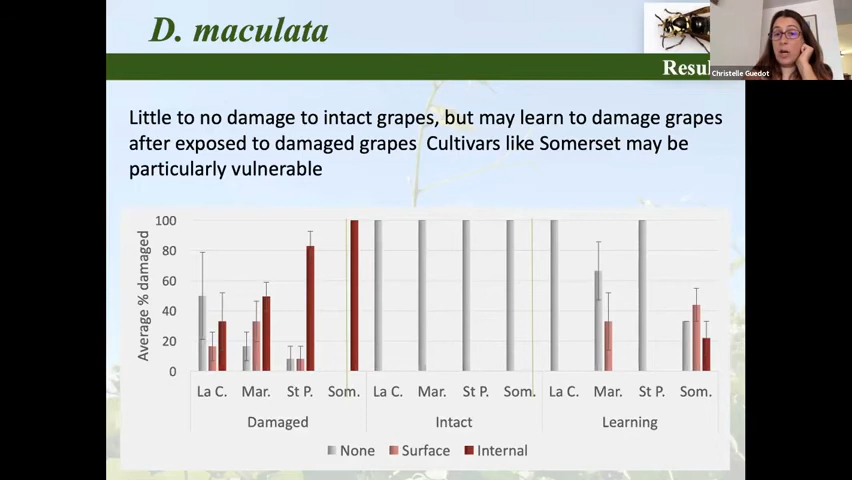 D. maculata
Resu
Christelle Guedot
Little to no damage to intact grapes, but may learn to damage grapes
after exposed to damaged grapes Cultivars like Somerset may be
particularly vulnerable
Average % damaged
100
80
60
40
20
0
La C. Mar. St P. Som. La C. Mar. St P. Som. La C. Mar. St P. Som.
Damaged Intact Learning
None Surface Internal